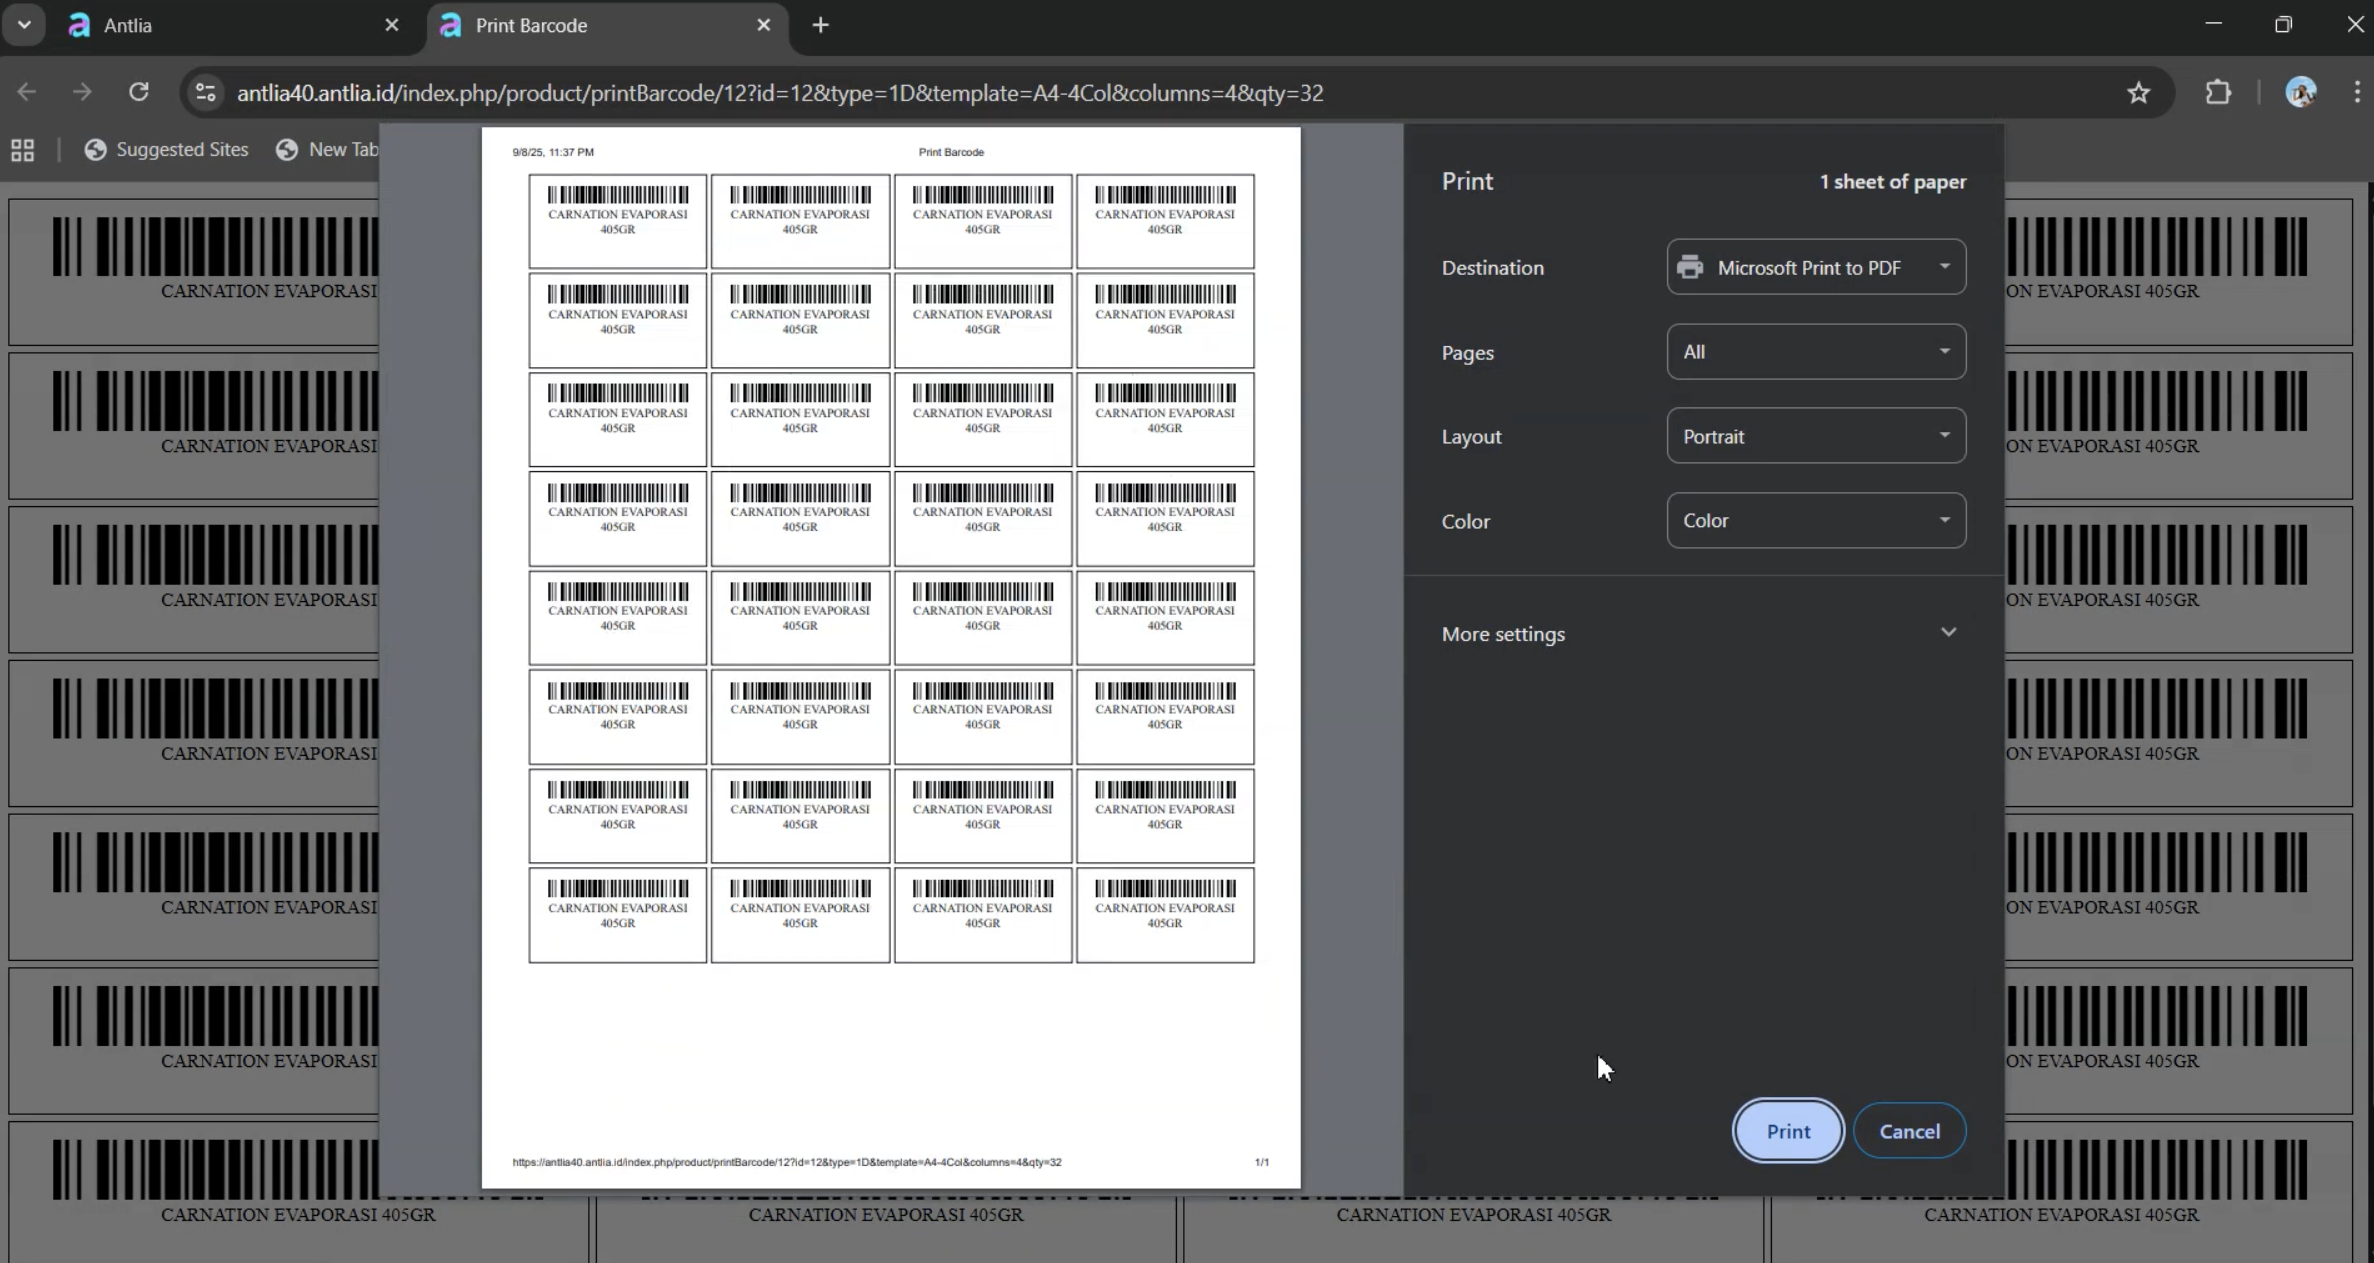 Antlia
Print Barcode
antlia40.antlia.id/index.php/product/printBarcode/12?id=12&type=1D&template=A4-4Col&columns=4&qty=32
Suggested Sites
New Tab
9/8/25, 11:37 PM
Print Barcode
CARNATION EVAPORASI CARNATION EVAPORASI CARNATION EVAPORASI CARNATION EVAPORASI
405GR 405GR 405GR 405GR
CARNATION EVAPORASI CARNATION EVAPORASI CARNATION EVAPORASI CARNATION EVAPORASI
405GR 405GR 405GR 405GR
CARNATION EVAPORASI CARNATION EVAPORASI CARNATION EVAPORASI CARNATION EVAPORASI
405GR 405GR 405GR 405GR
CARNATION EVAPORASI CARNATION EVAPORASI CARNATION EVAPORASI CARNATION EVAPORASI
405GR 405GR 405GR 405GR
CARNATION EVAPORASI CARNATION EVAPORASI CARNATION EVAPORASI CARNATION EVAPORASI
405GR 405GR 405GR 405GR
CARNATION EVAPORASI CARNATION EVAPORASI CARNATION EVAPORASI CARNATION EVAPORASI
405GR 405GR 405GR 405GR
CARNATION EVAPORASI CARNATION EVAPORASI CARNATION EVAPORASI CARNATION EVAPORASI
405GR 405GR 405GR 405GR
CARNATION EVAPORASI CARNATION EVAPORASI CARNATION EVAPORASI CARNATION EVAPORASI
405GR 405GR 405GR 405GR
https://antlia40.antlia.id/index.php/product/printBarcode/12?id=12&type=1D&template=A4-4Col&columns=4&qty=32
1/1
Print
1 sheet of paper
Destination
Microsoft Print to PDF
Pages
All
Layout
Portrait
Color
Color
More settings
Print
Cancel
CARNATION EVAPORASI
ON EVAPORASI 405GR
CARNATION EVAPORASI
ON EVAPORASI 405GR
CARNATION EVAPORASI
ON EVAPORASI 405GR
CARNATION EVAPORASI
ON EVAPORASI 405GR
CARNATION EVAPORASI
ON EVAPORASI 405GR
CARNATION EVAPORASI
ON EVAPORASI 405GR
CARNATION EVAPORASI 405GR
CARNATION EVAPORASI 405GR
CARNATION EVAPORASI 405GR
CARNATION EVAPORASI 405GR